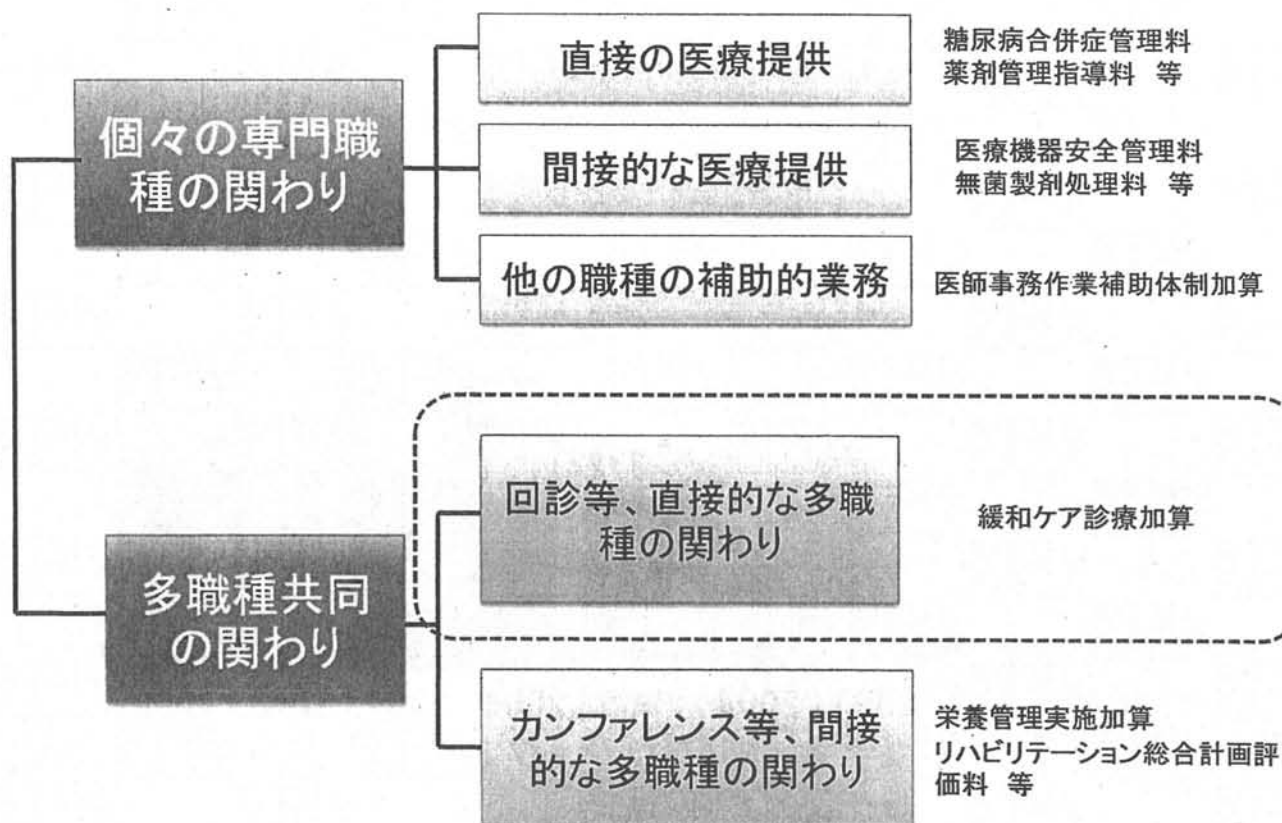 個々の専門職
種の関わり
直接の医療提供
糖尿病合併症管理料
薬剤管理指導料 等
間接的な医療提供
医療機器安全管理料
無菌製剤処理料 等
他の職種の補助的業務
医師事務作業補助体制加算
多職種共同
の関わり
回診等、直接的な多職
種の関わり
緩和ケア診療加算
カンファレンス等、間接
的な多職種の関わり
栄養管理実施加算
リハビリテーション総合計画評
価料 等